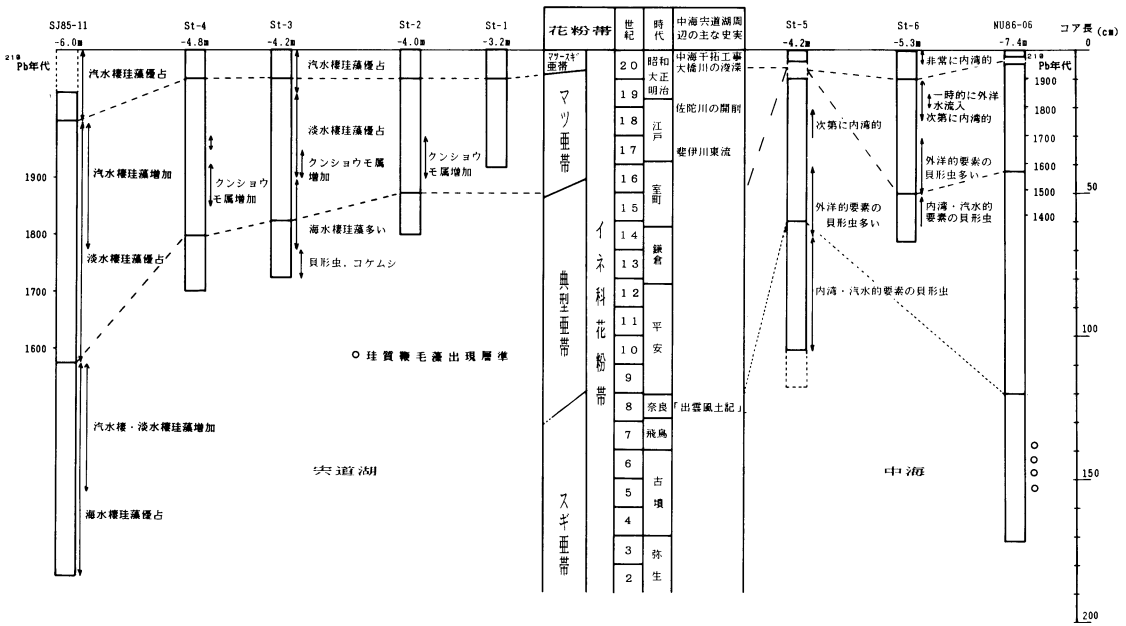 SJ85-11
-6.0m
St-4
-4.8m
St-3
-4.2m
St-2
-4.0m
St-1
-3.2m
花粉帯
世紀
時代
中海宍道湖周辺の主な史実
St-5
-4.2m
St-6
-5.3m
NU86-06
-7.4m
コア長 (cm)
210
Pb年代
1900
1800
1700
1600
汽水棲珪藻優占
汽水棲珪藻増加
淡水棲珪藻優占
汽水棲・淡水棲珪藻増加
海水棲珪藻優占
クンショウ
モ属増加
汽水棲珪藻優占
淡水棲珪藻優占
クンショウモ属
増加
海水棲珪藻多い
貝形虫,コケムシ
クンショウ
モ属増加
珪質鞭毛藻出現層準
宍道湖
マツ-スギ
亜帯
マツ亜帯
典型亜帯
スギ亜帯
イネ科花粉帯
20
19
18
17
16
15
14
13
12
11
10
9
8
7
6
5
4
3
2
昭和
大正
明治
江戸
室町
鎌倉
平安
奈良
飛鳥
古墳
弥生
中海干拓工事
大橋川の浚渫
佐陀川の開削
斐伊川東流
「出雲風土記」
次第に内湾的
外洋的要素の
貝形虫多い
内湾・汽水的要素の貝形虫
非常に内湾的
一時的に外洋
水流入
次第に内湾的
外洋的要素の
貝形虫多い
内湾・汽水的
要素の貝形虫
中海
210
Pb年代
1900
1800
1700
1600
1500
1400
0
50
100
150
200